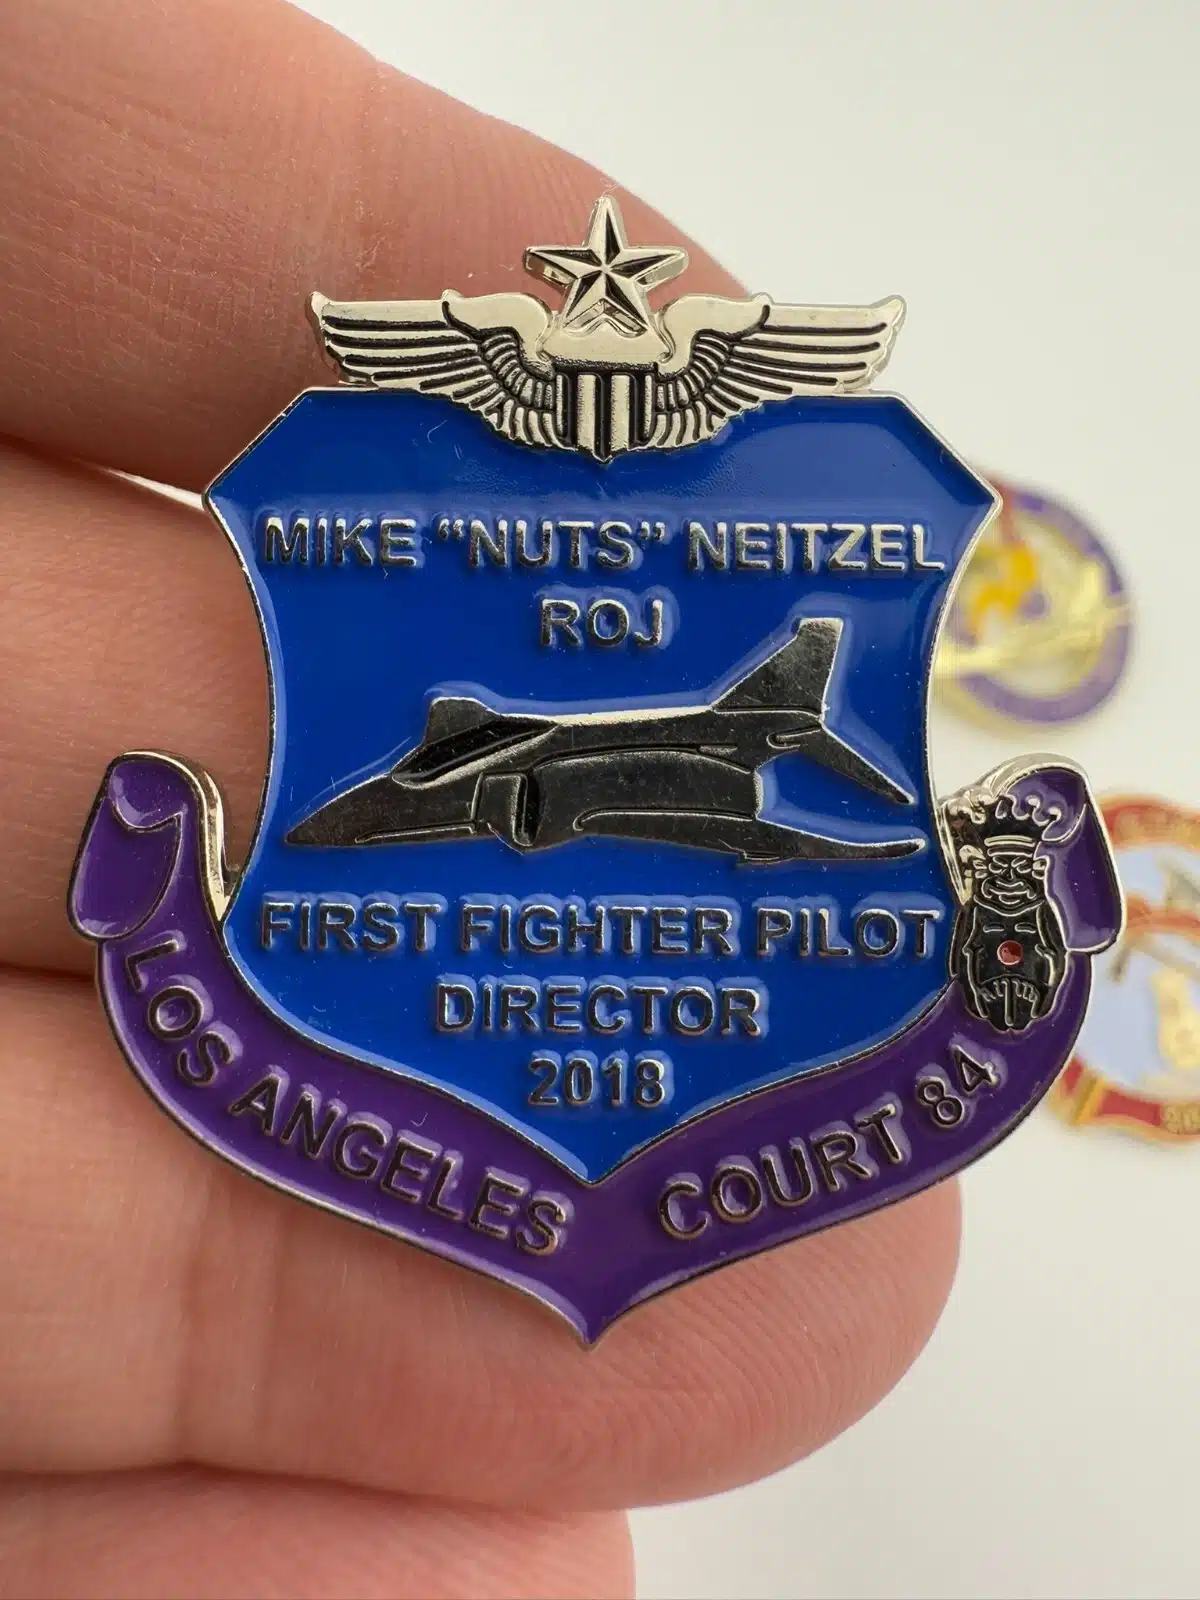 MIKE “NUTS” NEITZEL
ROJ
FIRST FIGHTER PILOT
DIRECTOR
2018
LOS ANGELES COURT 84